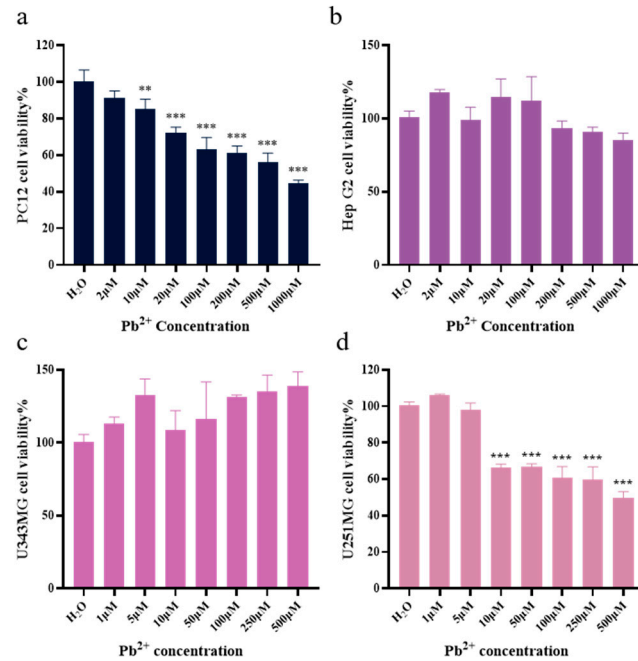 a
PC12 cell viability%
120
100
80
60
40
20
0
** *** *** *** *** ***
H₂O 2μM 10μM 20μM 100μM 200μM 500μM 1000μM
Pb²⁺ Concentration
b
Hep G2 cell viability%
150
100
50
0
H₂O 2μM 10μM 20μM 100μM 200μM 500μM 1000μM
Pb²⁺ Concentration
c
U343MG cell viability%
150
100
50
0
H₂O 1μM 5μM 10μM 50μM 100μM 250μM 500μM
Pb²⁺ concentration
d
U251MG cell viability%
120
100
80
60
40
20
0
*** *** *** *** ***
H₂O 1μM 5μM 10μM 50μM 100μM 250μM 500μM
Pb²⁺ concentration